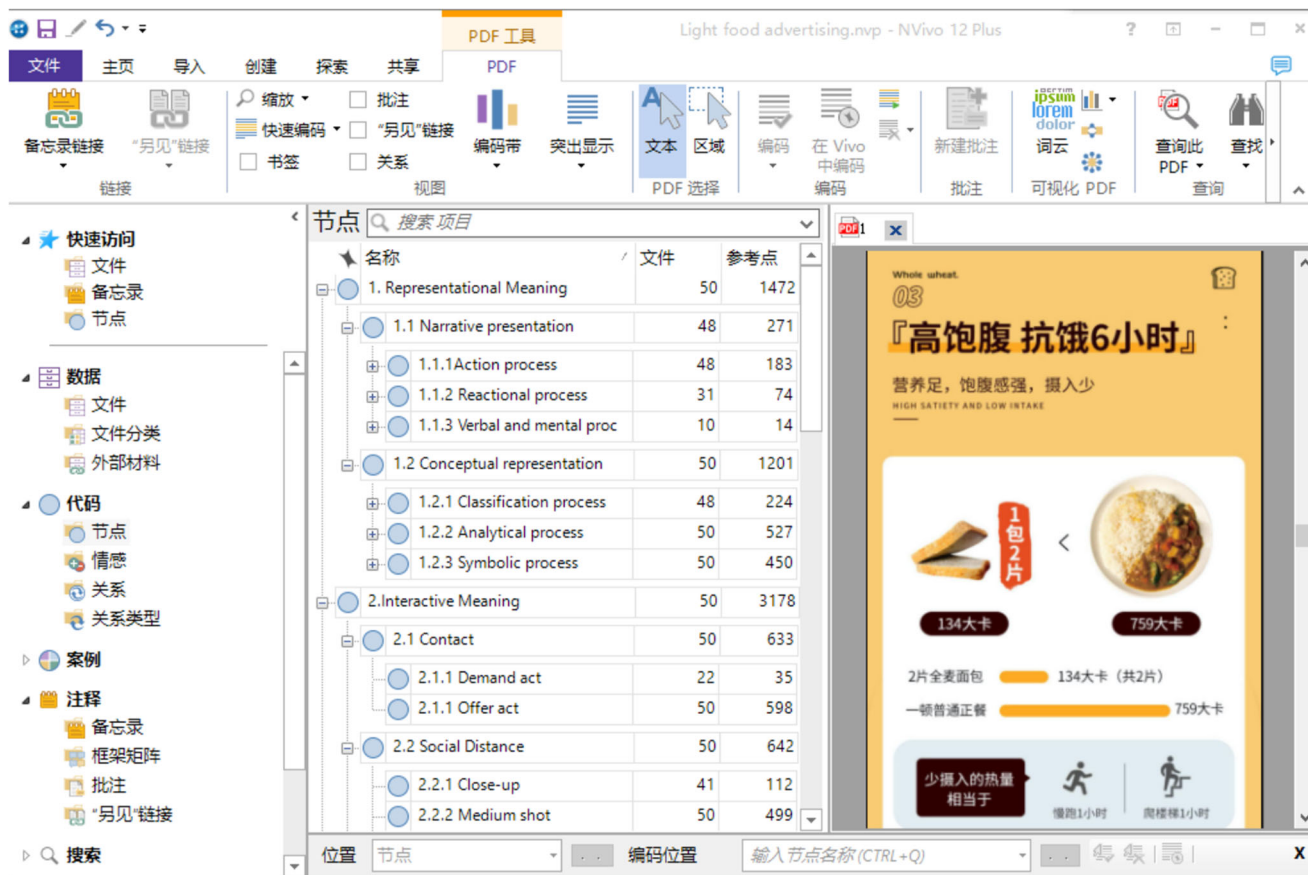 PDF 工具
Light food advertising.nvp - NVivo 12 Plus
?
文件 主页 导入 创建 探索 共享 PDF
备忘录链接
"另见"链接
链接
缩放
快速编码
书签
批注
"另见"链接
关系
编码带
突出显示
视图
文本
区域
PDF 选择
编码
在 Vivo
中编码
编码
新建批注
批注
ipsum
lorem
dolor
词云
可视化 PDF
查询此
PDF
查找
查询
快速访问
文件
备忘录
节点
数据
文件
文件分类
外部材料
代码
节点
情感
关系
关系类型
案例
注释
备忘录
框架矩阵
批注
"另见"链接
搜索
节点 搜索项目
名称 文件 参考点
1. Representational Meaning 50 1472
1.1 Narrative presentation 48 271
1.1.1Action process 48 183
1.1.2 Reactional process 31 74
1.1.3 Verbal and mental proc 10 14
1.2 Conceptual representation 50 1201
1.2.1 Classification process 48 224
1.2.2 Analytical process 50 527
1.2.3 Symbolic process 50 450
2.Interactive Meaning 50 3178
2.1 Contact 50 633
2.1.1 Demand act 22 35
2.1.1 Offer act 50 598
2.2 Social Distance 50 642
2.2.1 Close-up 41 112
2.2.2 Medium shot 50 499
PDF 1 x
Whole wheat.
03
『高饱腹 抗饿6小时』
营养足，饱腹感强，摄入少
HIGH SATIETY AND LOW INTAKE
1包2片
<
134大卡
759大卡
2片全麦面包 134大卡（共2片）
一顿普通正餐 759大卡
少摄入的热量
相当于
慢跑1小时
爬楼梯1小时
位置 节点 .. 编码位置 输入节点名称(CTRL+Q) .. X